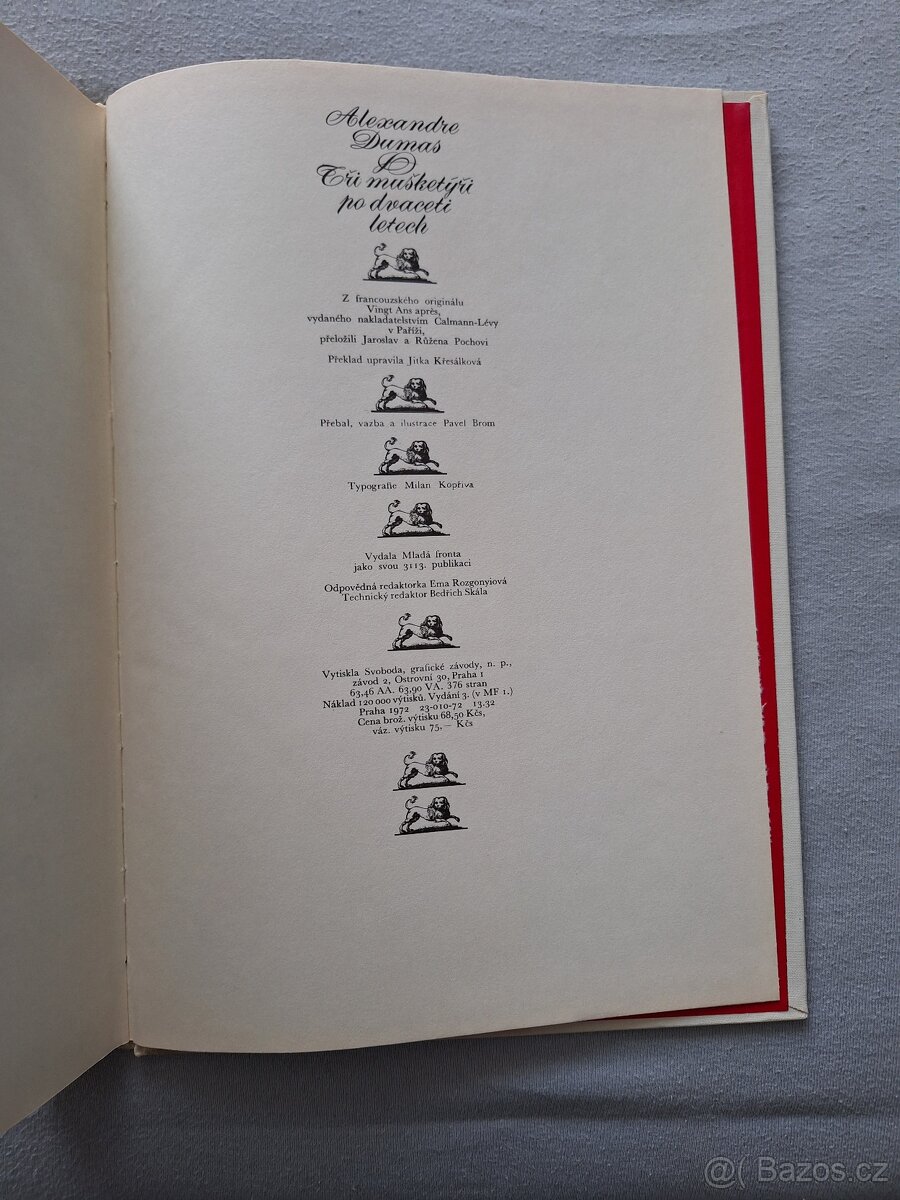 Alexandre
Dumas
Tři mušketýři
po dvaceti
letech
Z francouzského originálu
Vingt Ans après,
vydaného nakladatelstvím Calmann-Lévy
v Paříži,
přeložili Jaroslav a Růžena Pochovi
Překlad upravila Jitka Křesálková
Přebal, vazba a ilustrace Pavel Brom
Typografie Milan Kopřiva
Vydala Mladá fronta
jako svou 3113. publikaci
Odpovědná redaktorka Ema Rozgonyiová
Technický redaktor Bedřich Skála
Vytiskla Svoboda, grafické závody, n. p.,
závod 2, Ostrovní 30, Praha 1
63,46 AA. 63,90 VA. 376 stran
Náklad 120 000 výtisků. Vydání 3. (v MF 1.)
Praha 1972 23-010-72 13.32
Cena brož. výtisku 68,50 Kčs,
váz. výtisku 75,— Kčs
@ Bazos.cz